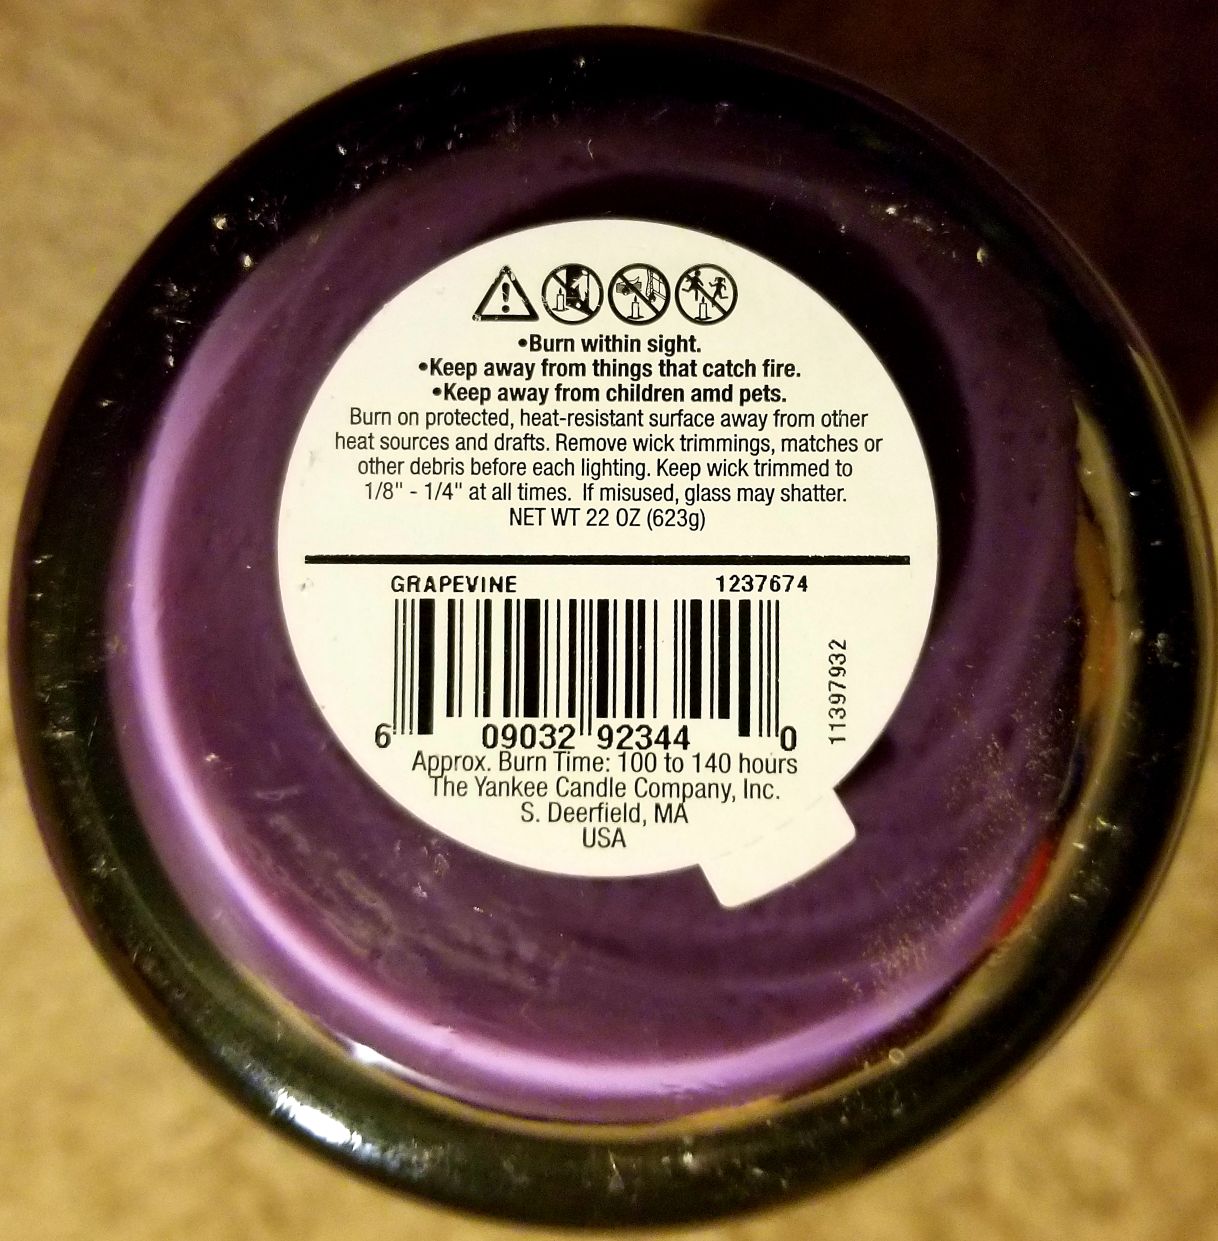 •Burn within sight.
•Keep away from things that catch fire.
•Keep away from children amd pets.
Burn on protected, heat-resistant surface away from other
heat sources and drafts. Remove wick trimmings, matches or
other debris before each lighting. Keep wick trimmed to
1/8" - 1/4" at all times. If misused, glass may shatter.
NET WT 22 OZ (623g)
GRAPEVINE 1237674
6 09032 92344 0
11397932
Approx. Burn Time: 100 to 140 hours
The Yankee Candle Company, Inc.
S. Deerfield, MA
USA